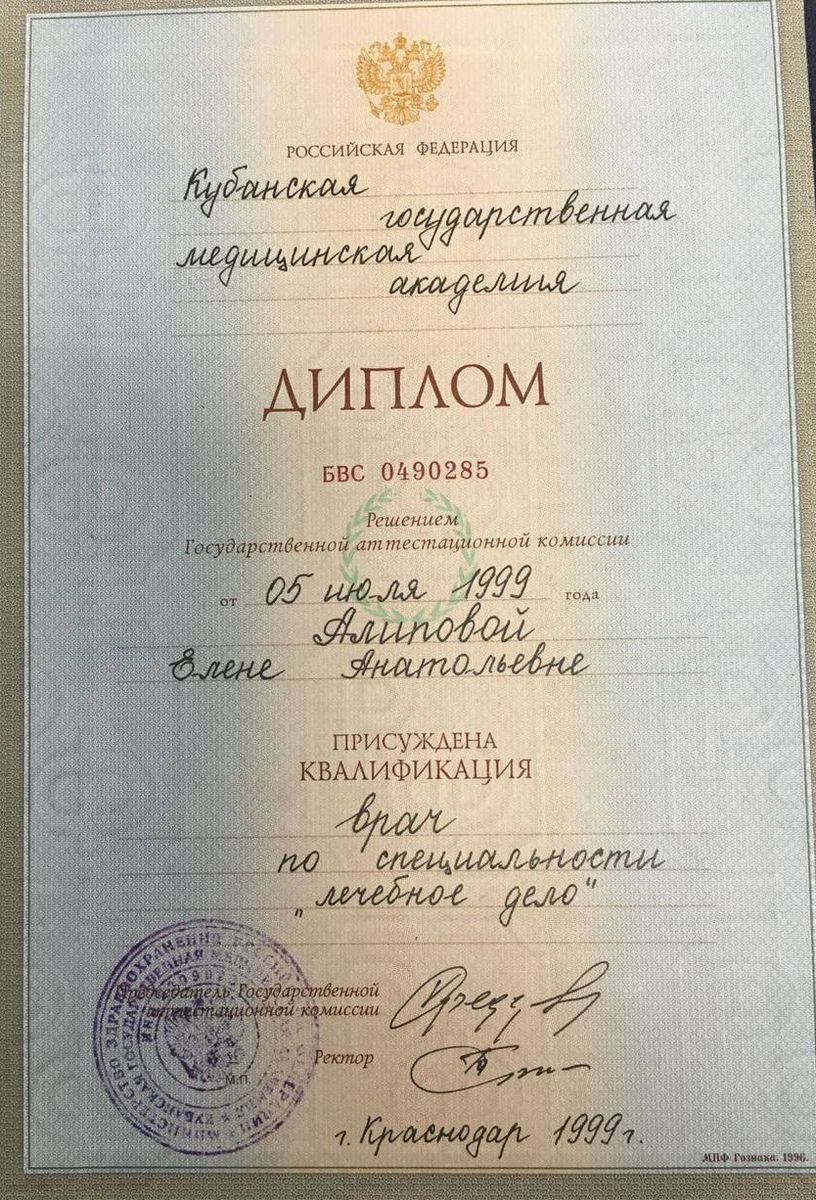 РОССИЙСКАЯ ФЕДЕРАЦИЯ
Кубанская
государственная
медицинская
академия
ДИПЛОМ
БВС 0490285
Решением
Государственной аттестационной комиссии
от 05 июля 1999 года
Алиповой
Елене Анатольевне
ПРИСУЖДЕНА
КВАЛИФИКАЦИЯ
врач
по специальности
„лечебное дело"
Председатель Государственной
аттестационной комиссии
Ректор
М.П.
г. Краснодар 1999г.
МПФ Гознака. 1996.